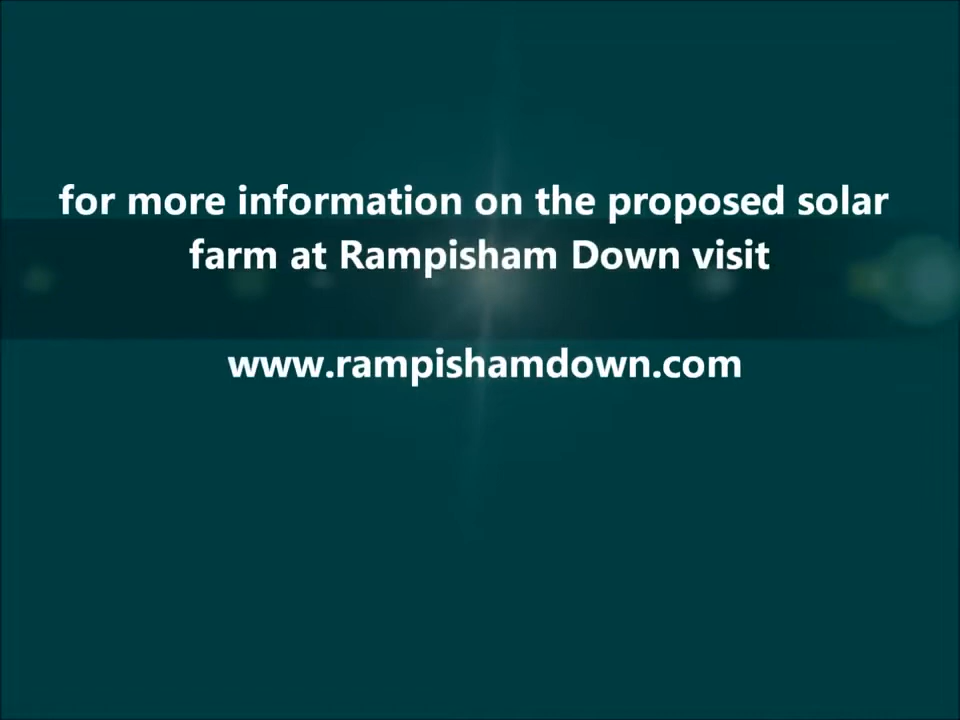 for more information on the proposed solar
farm at Rampisham Down visit
www.rampishamdown.com